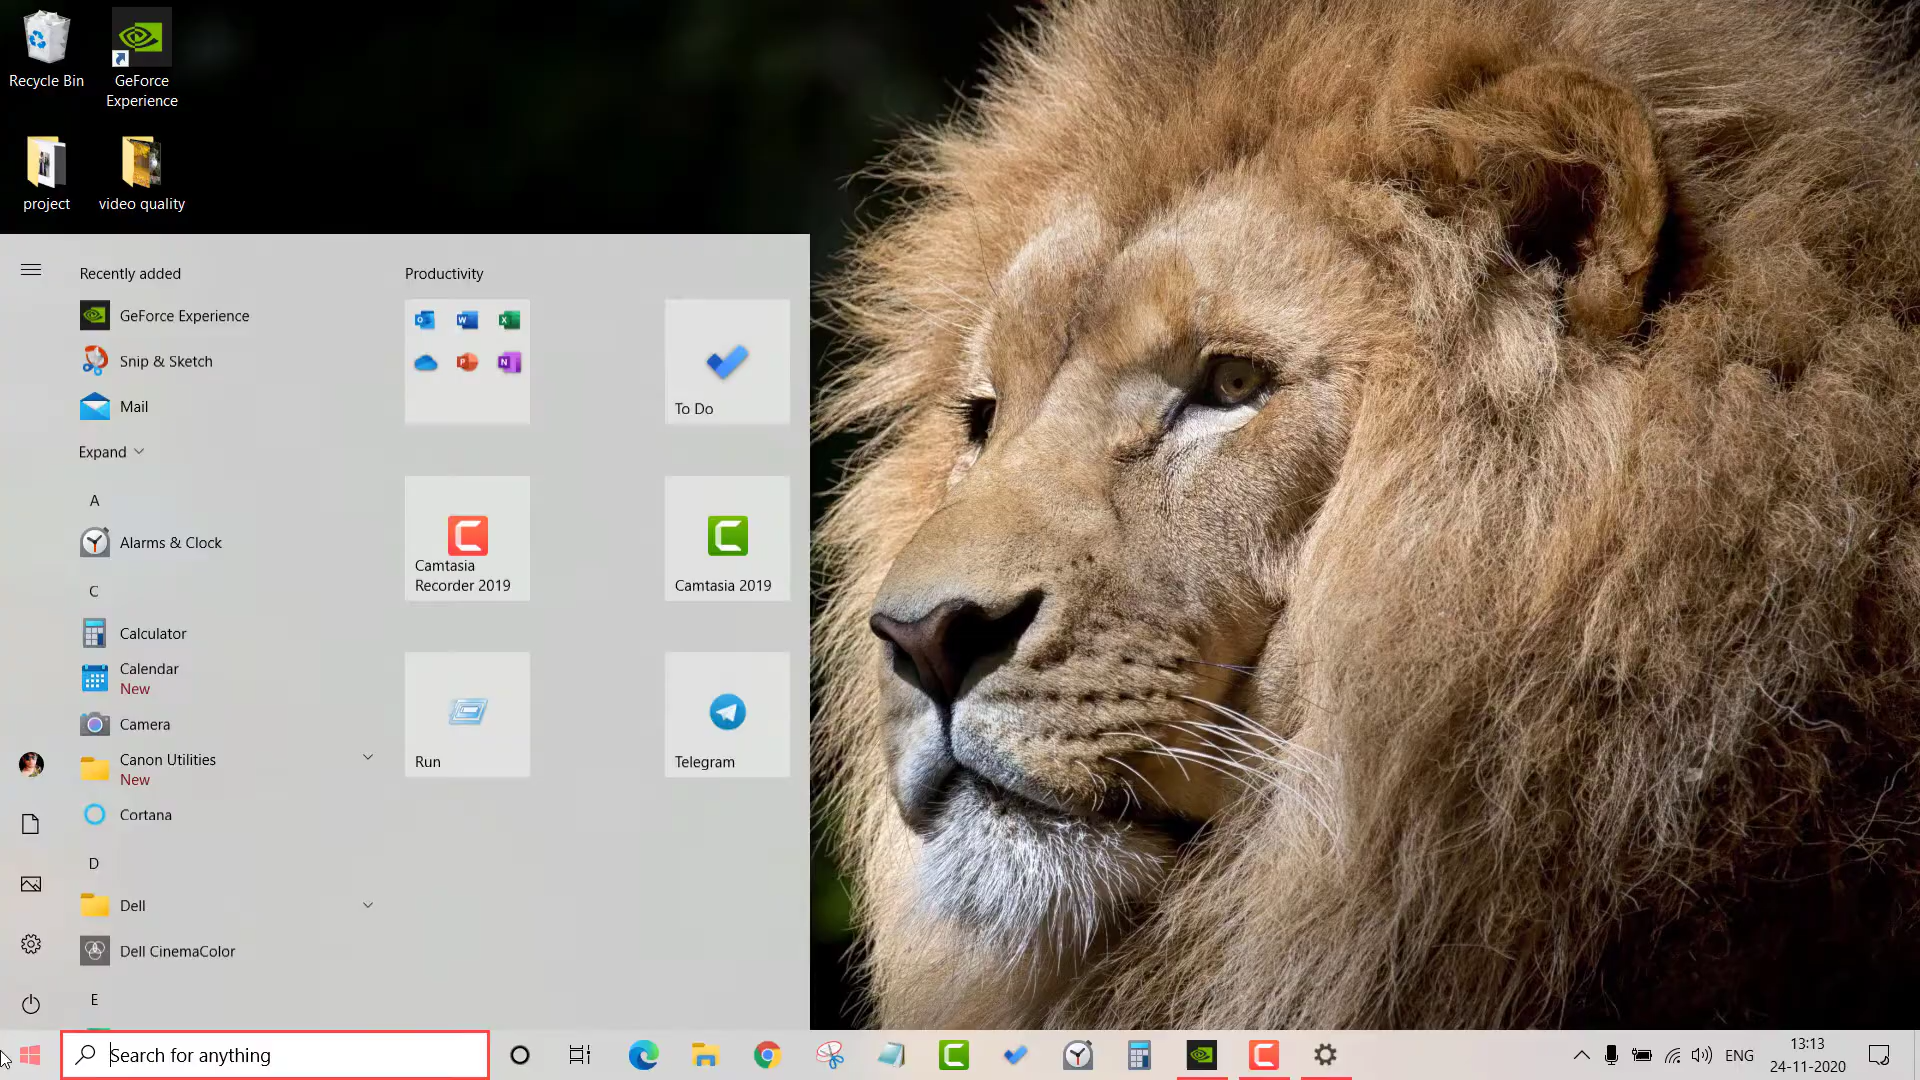 Recycle Bin
GeForce
Experience
project
video quality
Recently added
GeForce Experience
Snip & Sketch
Mail
Expand
A
Alarms & Clock
C
Calculator
Calendar
New
Camera
Canon Utilities
New
Cortana
D
Dell
Dell CinemaColor
E
Productivity
To Do
Camtasia
Recorder 2019
Camtasia 2019
Run
Telegram
Search for anything
ENG
13:13
24-11-2020